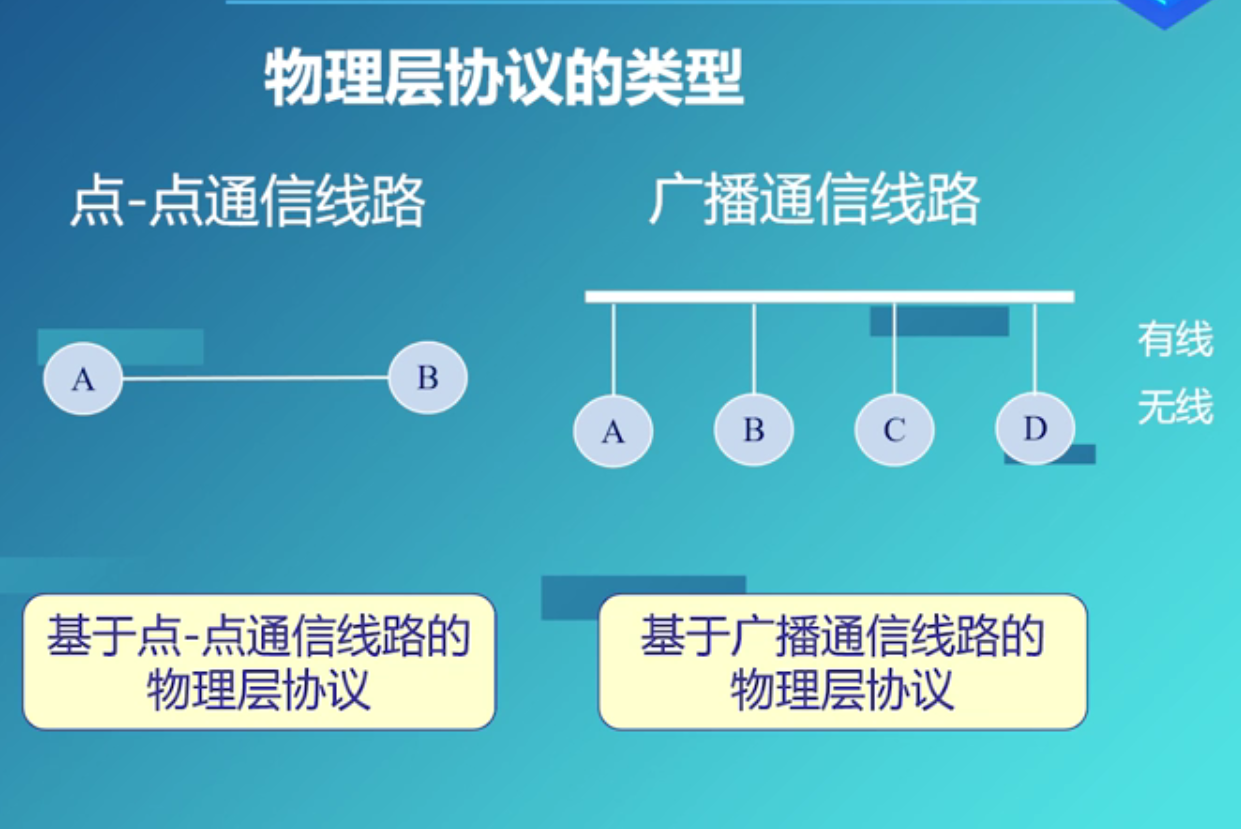 物理层协议的类型
点-点通信线路
A
B
基于点-点通信线路的
物理层协议
广播通信线路
A
B
C
D
有线
无线
基于广播通信线路的
物理层协议